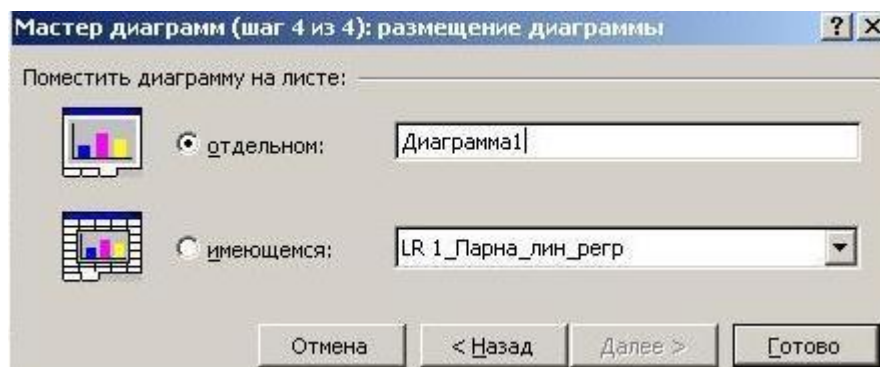 Мастер диаграмм (шаг 4 из 4): размещение диаграммы
Поместить диаграмму на листе:
отдельном: Диаграмма1
имеющемся: LR 1_Парна_лин_регр
Отмена < Назад Далее > Готово